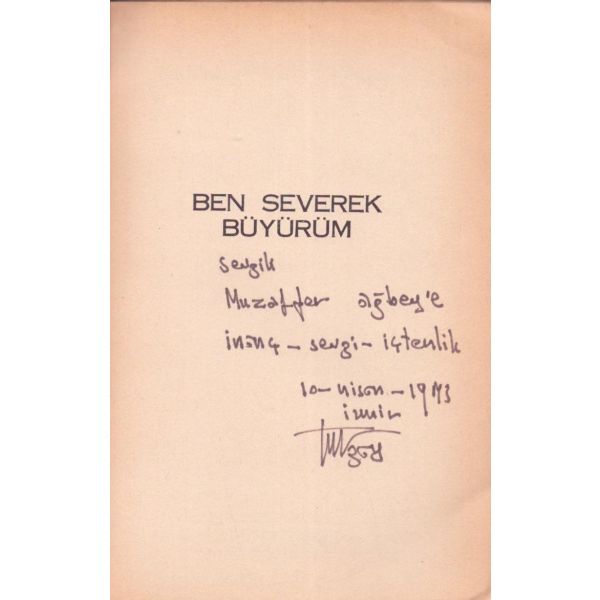 BEN SEVEREK
BÜYÜRÜM
sevgili
Muzaffer ağbey'e
inanç - sevgi - içtenlik
10 - nisan - 1973
izmir